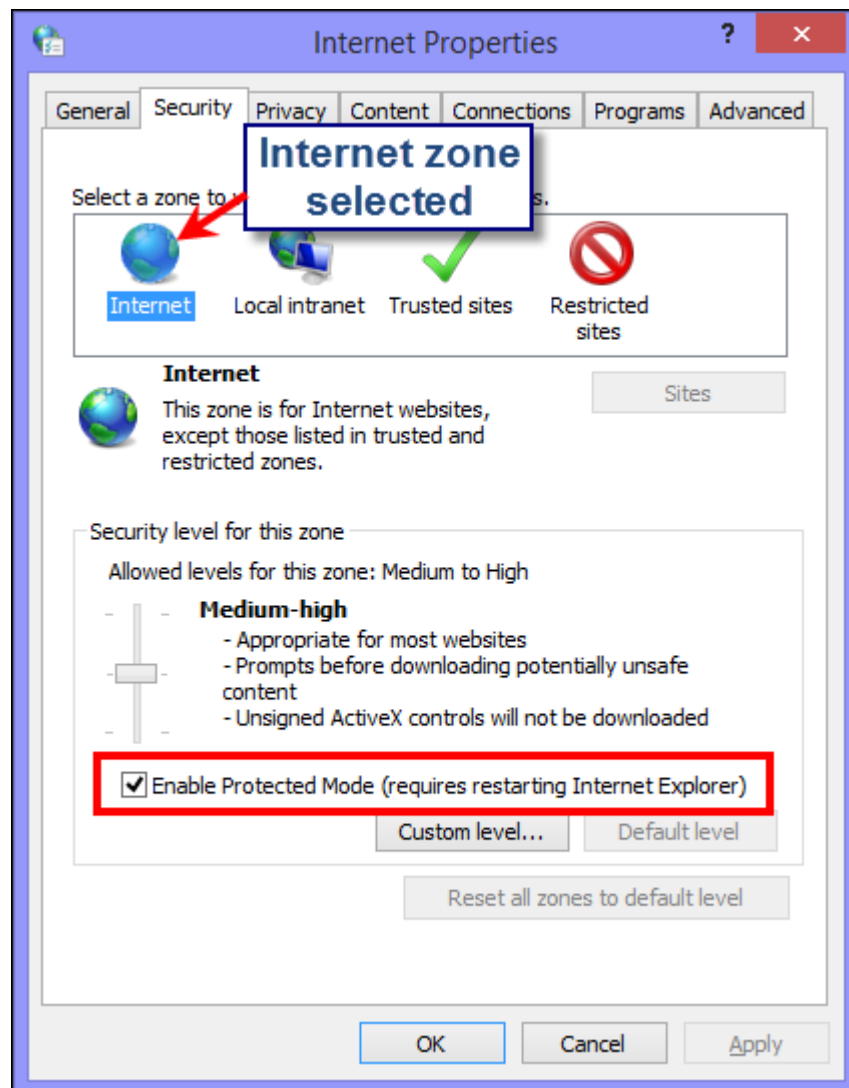 Internet Properties
?
General Security Privacy Content Connections Programs Advanced
Internet zone
selected
Select a zone to
s.
Internet Local intranet Trusted sites Restricted
sites
Internet
Sites
This zone is for Internet websites,
except those listed in trusted and
restricted zones.
Security level for this zone
Allowed levels for this zone: Medium to High
Medium-high
- Appropriate for most websites
- Prompts before downloading potentially unsafe
content
- Unsigned ActiveX controls will not be downloaded
Enable Protected Mode (requires restarting Internet Explorer)
Custom level... Default level
Reset all zones to default level
OK Cancel Apply